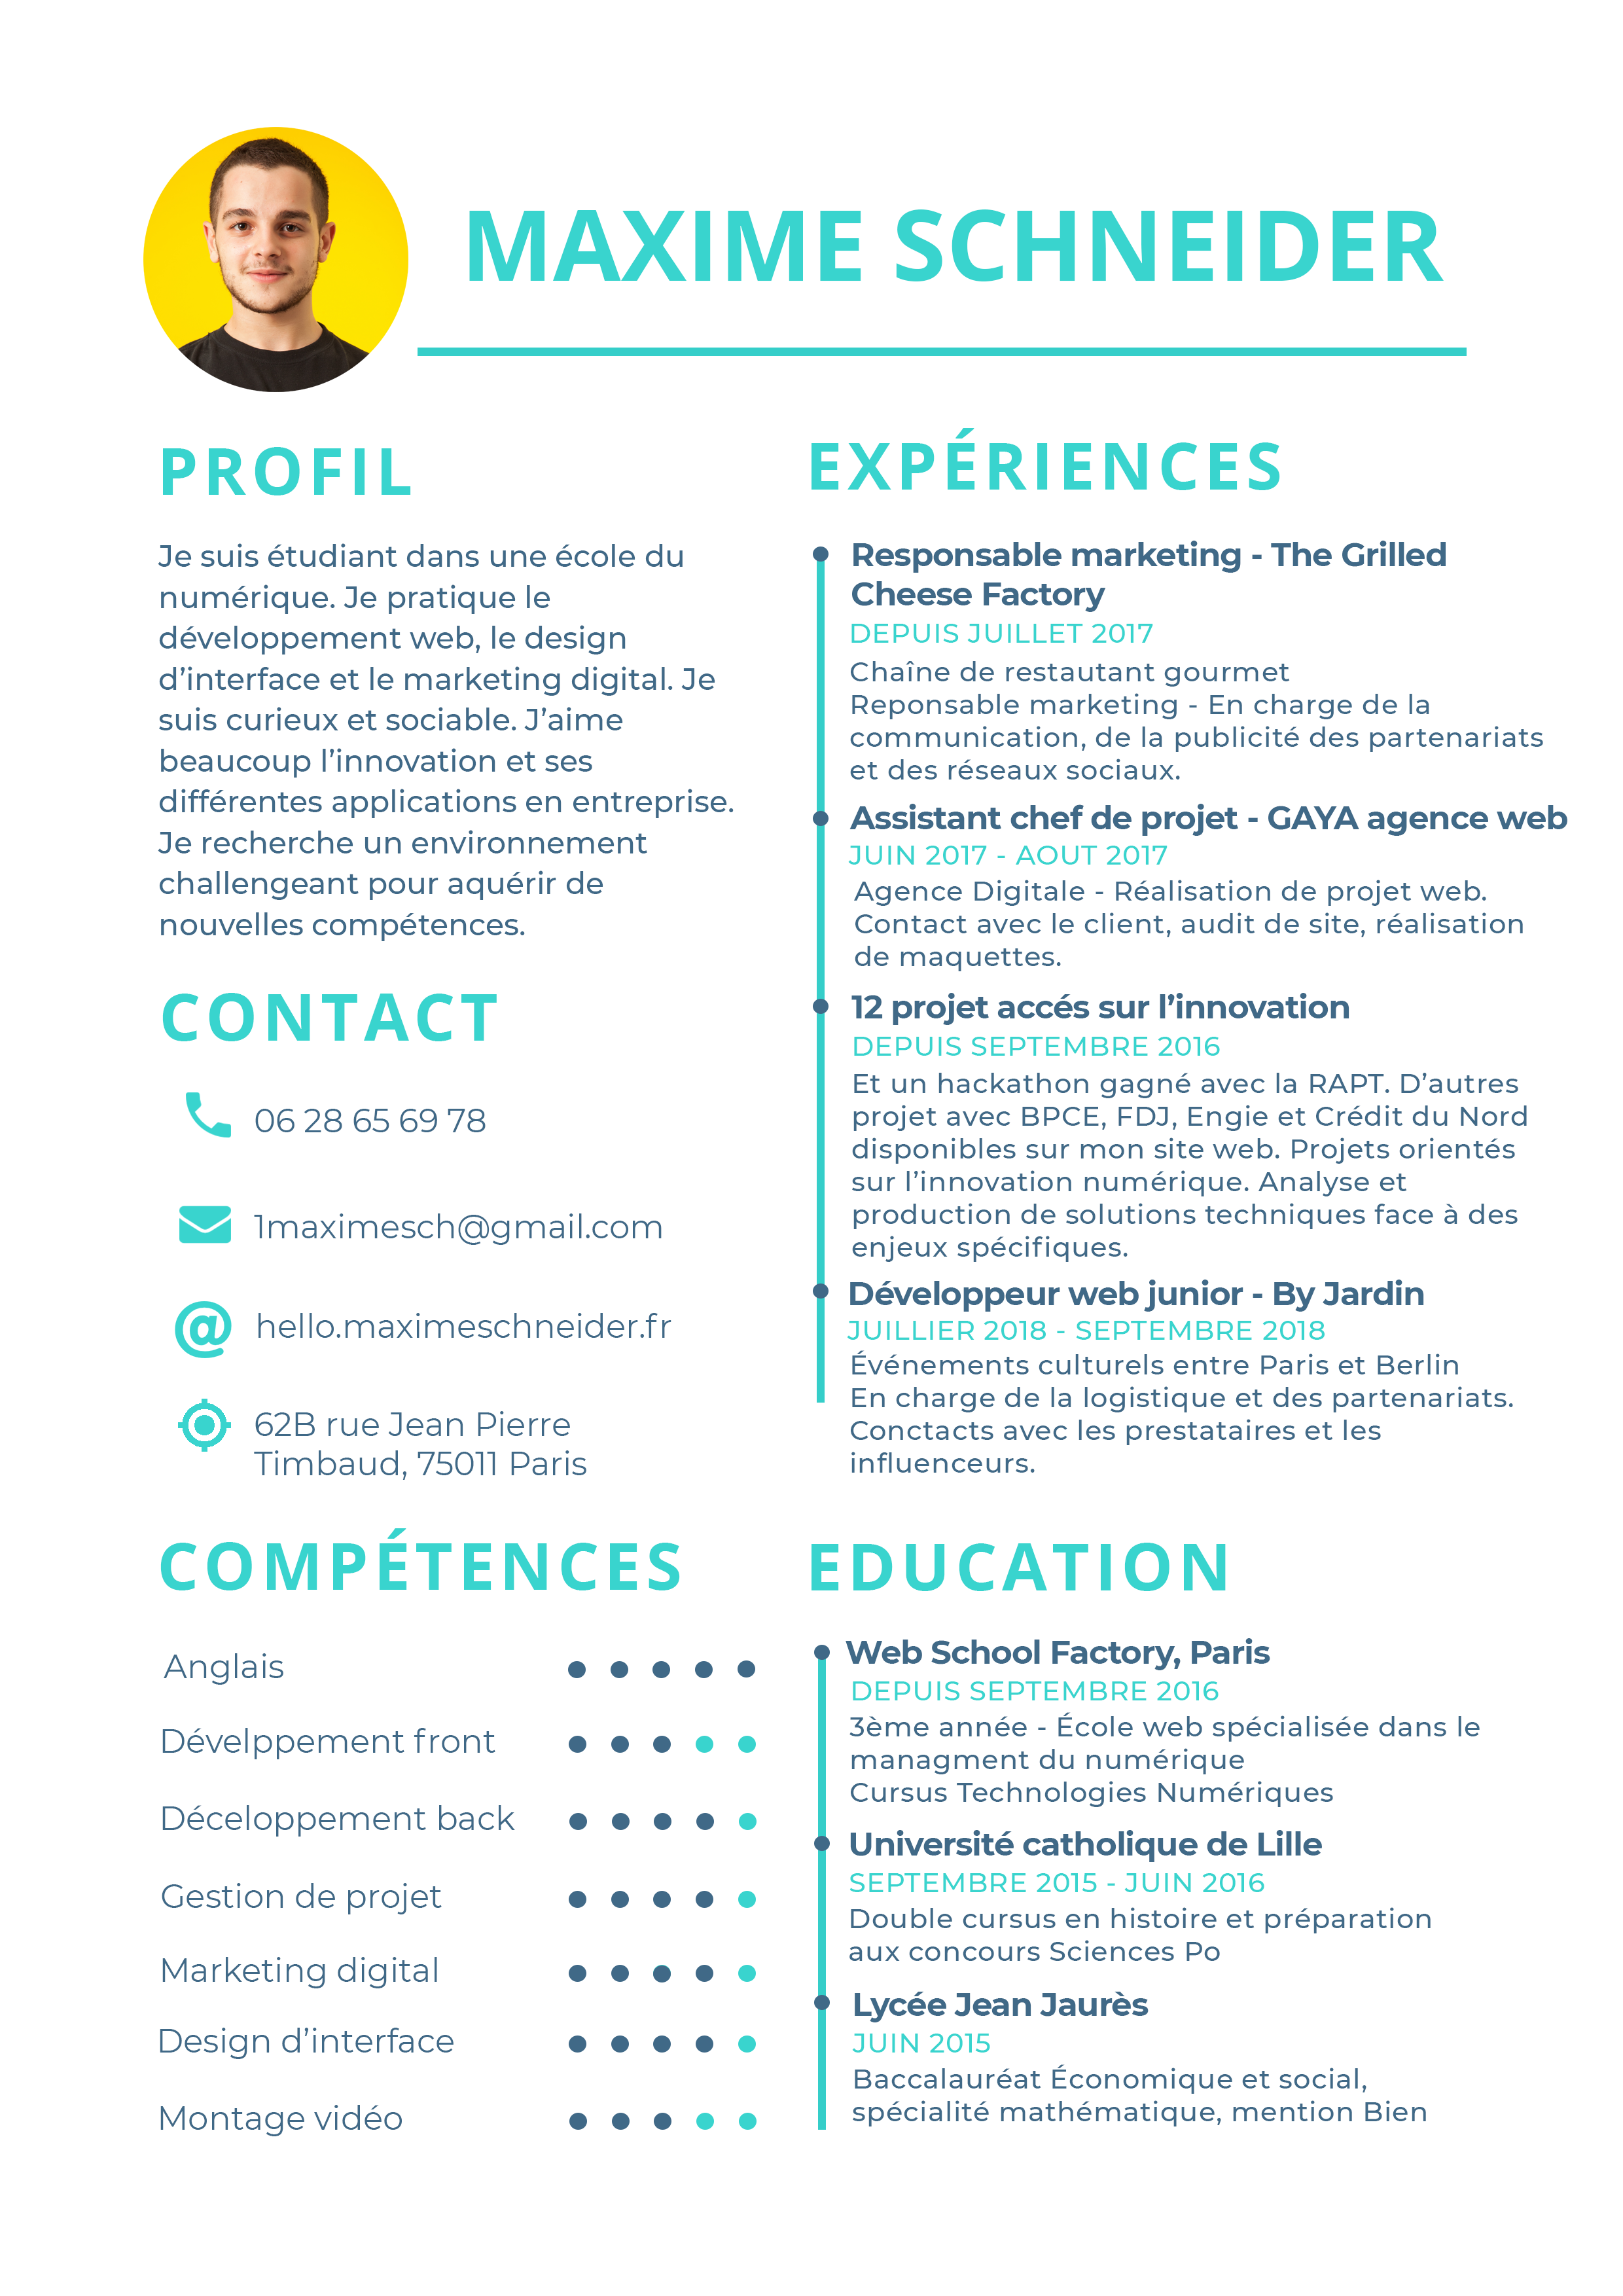 MAXIME SCHNEIDER
PROFIL
Je suis étudiant dans une école du
numérique. Je pratique le
développement web, le design
d’interface et le marketing digital. Je
suis curieux et sociable. J’aime
beaucoup l’innovation et ses
différentes applications en entreprise.
Je recherche un environnement
challengeant pour aquérir de
nouvelles compétences.
CONTACT
06 28 65 69 78
1maximesch@gmail.com
hello.maximeschneider.fr
62B rue Jean Pierre
Timbaud, 75011 Paris
COMPÉTENCES
Anglais
Dévelppement front
Déceloppement back
Gestion de projet
Marketing digital
Design d’interface
Montage vidéo
EXPÉRIENCES
Responsable marketing - The Grilled
Cheese Factory
DEPUIS JUILLET 2017
Chaîne de restautant gourmet
Reponsable marketing - En charge de la
communication, de la publicité des partenariats
et des réseaux sociaux.
Assistant chef de projet - GAYA agence web
JUIN 2017 - AOUT 2017
Agence Digitale - Réalisation de projet web.
Contact avec le client, audit de site, réalisation
de maquettes.
12 projet accés sur l’innovation
DEPUIS SEPTEMBRE 2016
Et un hackathon gagné avec la RAPT. D’autres
projet avec BPCE, FDJ, Engie et Crédit du Nord
disponibles sur mon site web. Projets orientés
sur l’innovation numérique. Analyse et
production de solutions techniques face à des
enjeux spécifiques.
Développeur web junior - By Jardin
JUILLIER 2018 - SEPTEMBRE 2018
Événements culturels entre Paris et Berlin
En charge de la logistique et des partenariats.
Conctacts avec les prestataires et les
influenceurs.
EDUCATION
Web School Factory, Paris
DEPUIS SEPTEMBRE 2016
3ème année - École web spécialisée dans le
managment du numérique
Cursus Technologies Numériques
Université catholique de Lille
SEPTEMBRE 2015 - JUIN 2016
Double cursus en histoire et préparation
aux concours Sciences Po
Lycée Jean Jaurès
JUIN 2015
Baccalauréat Économique et social,
spécialité mathématique, mention Bien